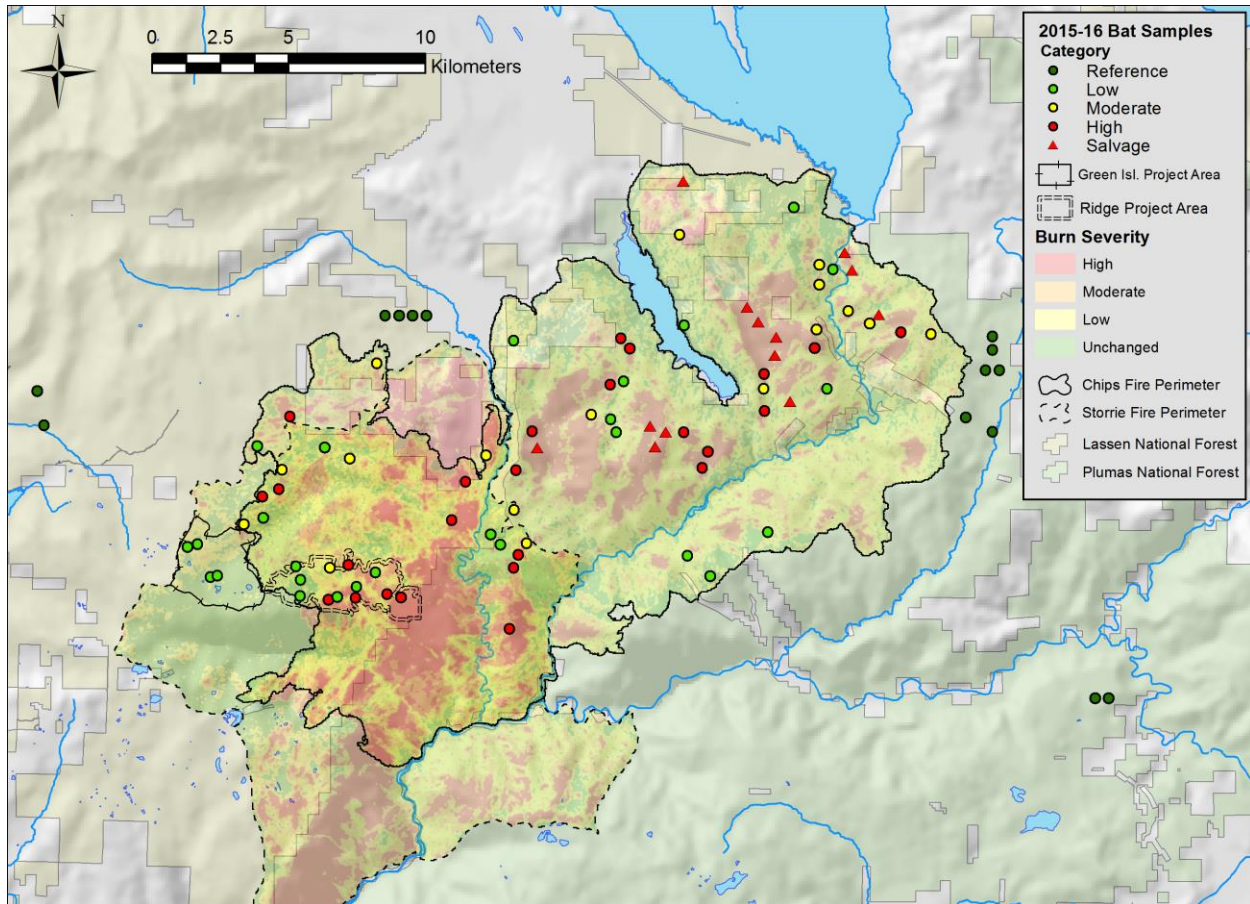 N
0 2.5 5 10
Kilometers
2015-16 Bat Samples
Category
Reference
Low
Moderate
High
Salvage
Green Isl. Project Area
Ridge Project Area
Burn Severity
High
Moderate
Low
Unchanged
Chips Fire Perimeter
Storrie Fire Perimeter
Lassen National Forest
Plumas National Forest